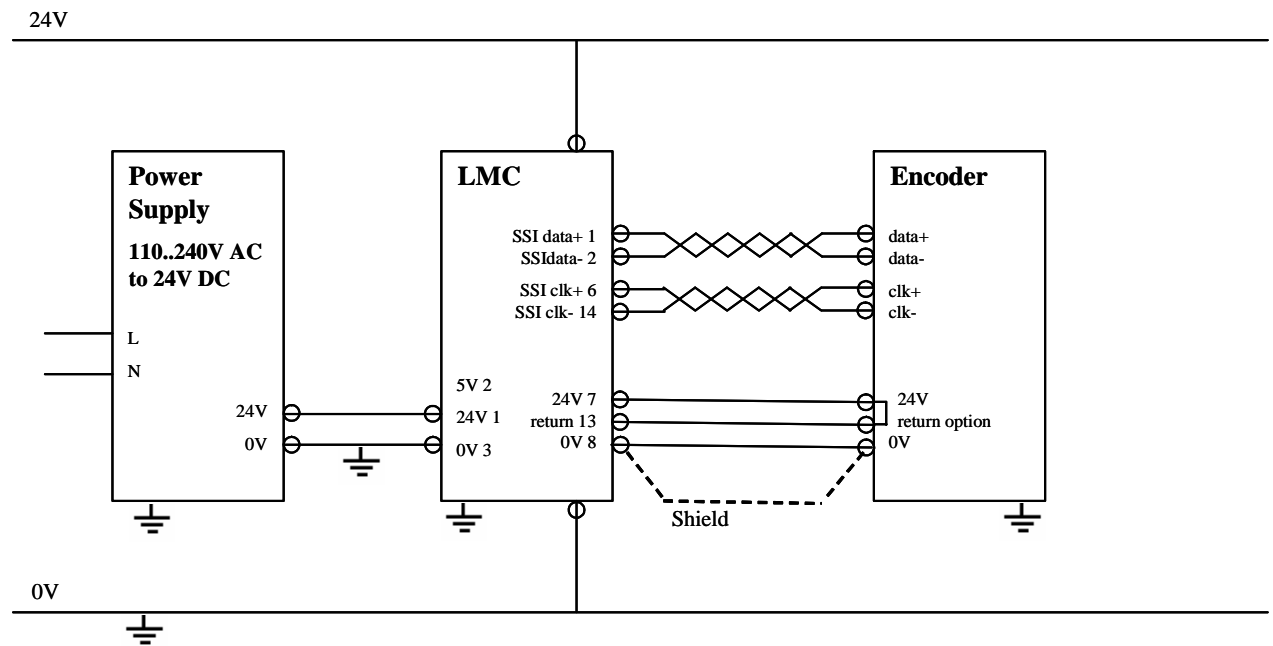 24V
Power
Supply
110..240V AC
to 24V DC
L
N
24V
0V
LMC
SSI data+ 1
SSIdata- 2
SSI clk+ 6
SSI clk- 14
5V 2
24V 1
0V 3
24V 7
return 13
0V 8
Encoder
data+
data-
clk+
clk-
24V
return option
0V
Shield
0V